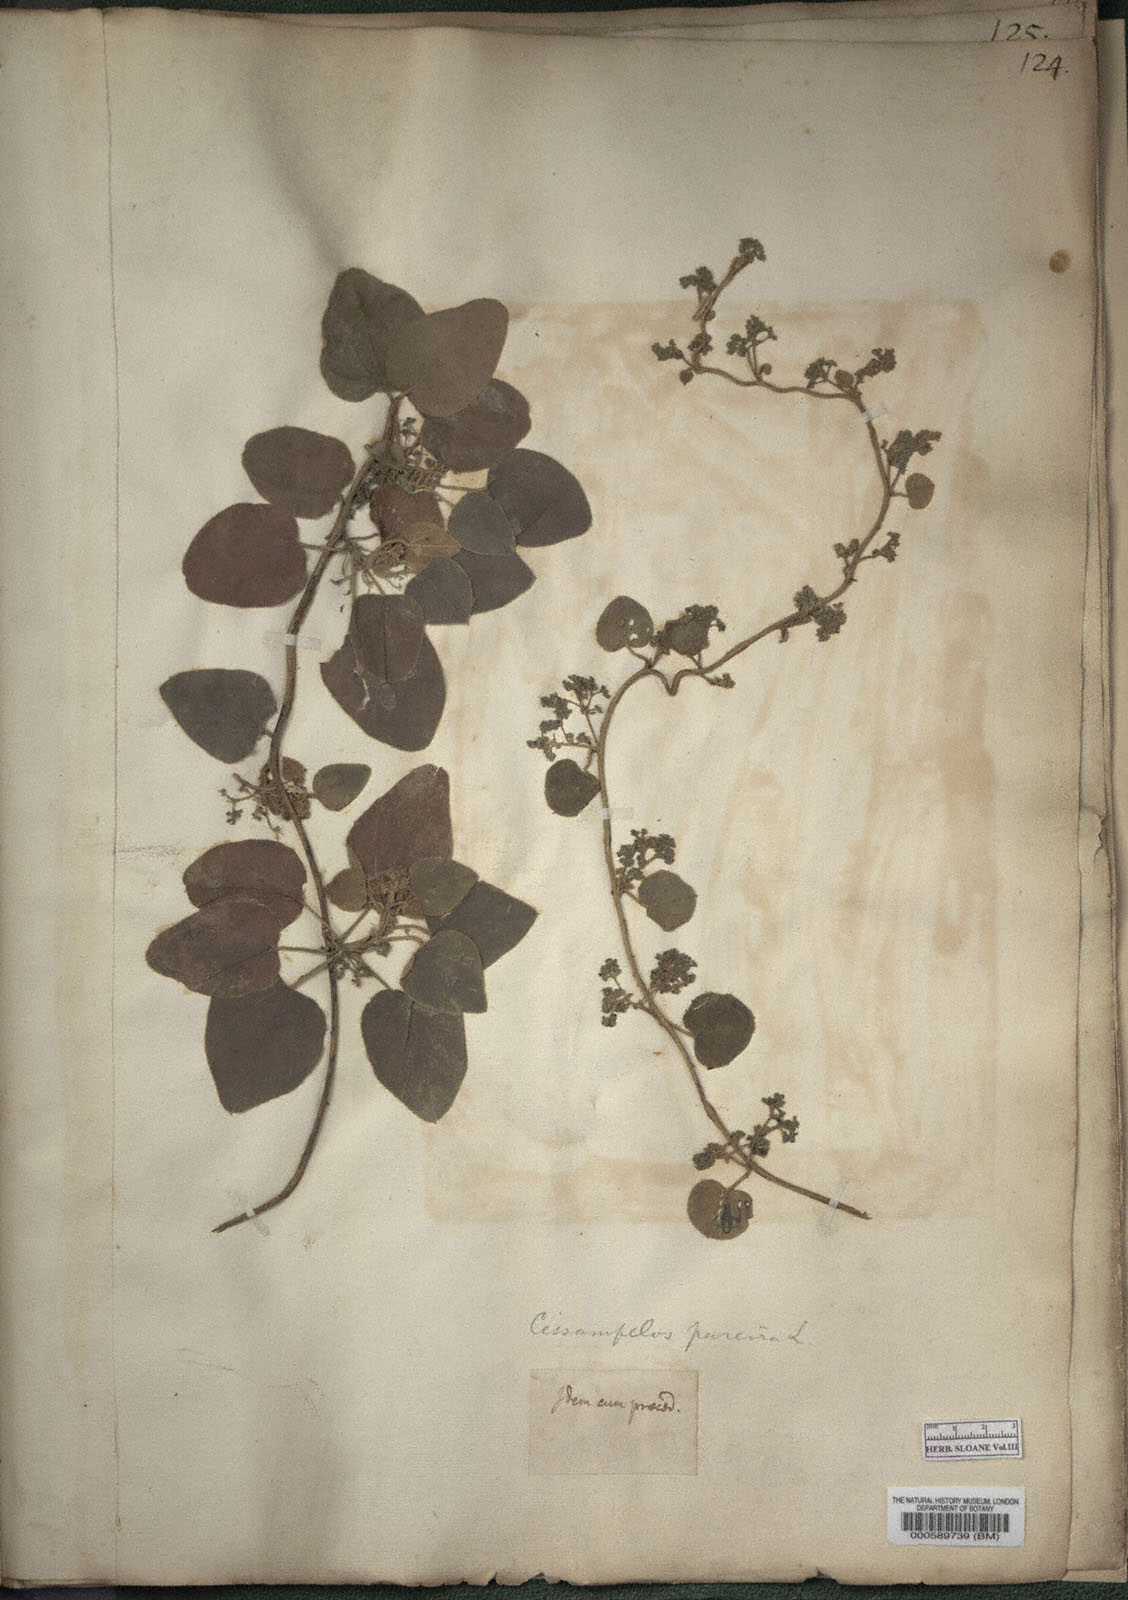 125.
124.
Cissampelos pareira L.
Idem cum præced.
HERB. SLOANE Vol.III
THE NATURAL HISTORY MUSEUM, LONDON
DEPARTMENT OF BOTANY
000589739 (BM)